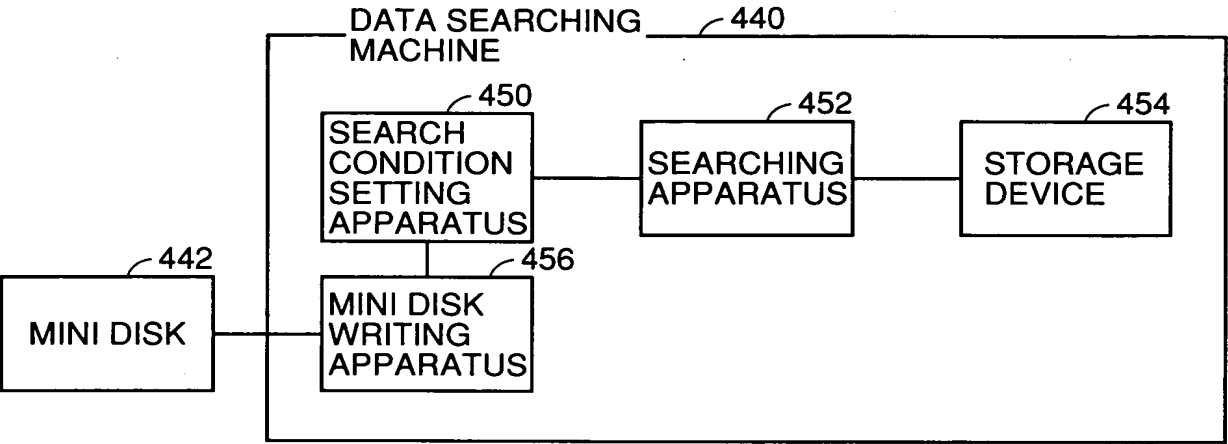 DATA SEARCHING
MACHINE
440
450
SEARCH
CONDITION
SETTING
APPARATUS
452
SEARCHING
APPARATUS
454
STORAGE
DEVICE
442
MINI DISK
456
MINI DISK
WRITING
APPARATUS